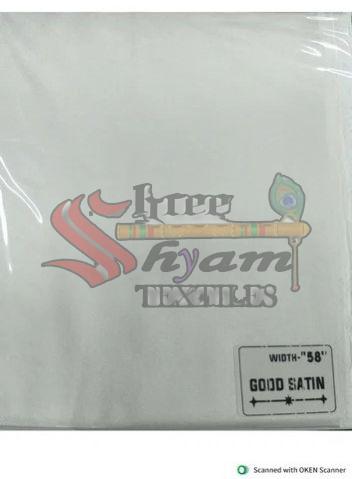 Shree
Shyam
TEXTILES
WIDTH-"58"
GOOD SATIN
Scanned with OKEN Scanner